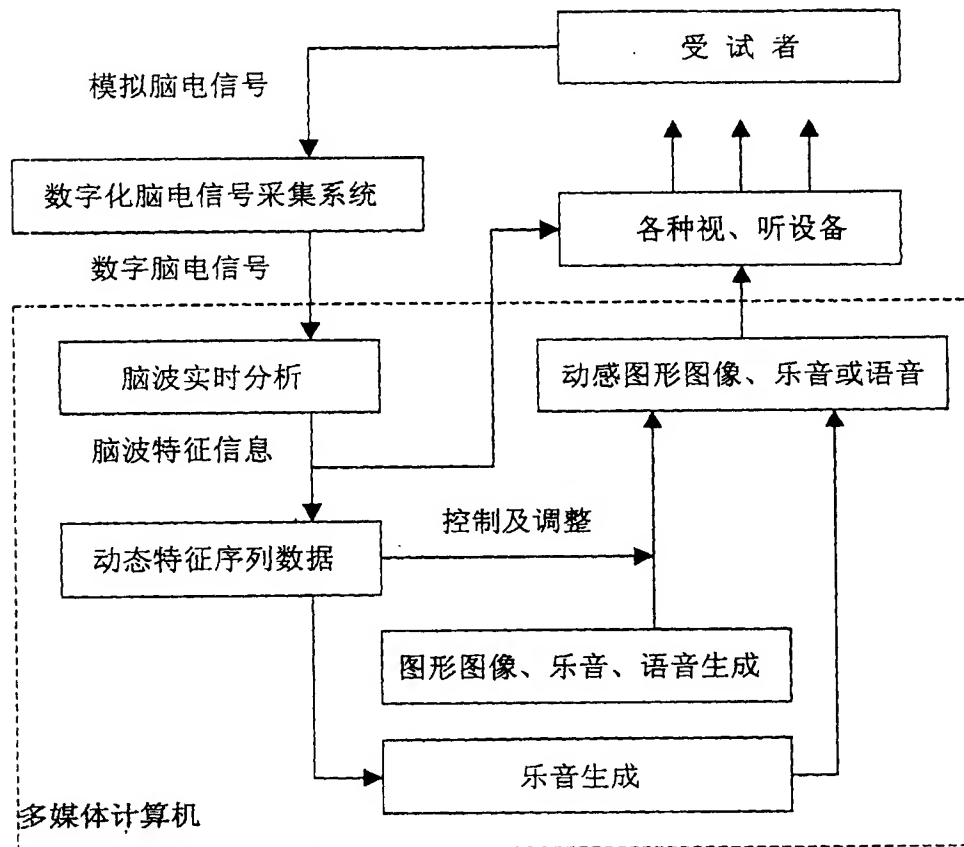 受 试 者
模拟脑电信号
数字化脑电信号采集系统
各种视、听设备
数字脑电信号
脑波实时分析
动感图形图像、乐音或语音
脑波特征信息
控制及调整
动态特征序列数据
图形图像、乐音、语音生成
乐音生成
多媒体计算机